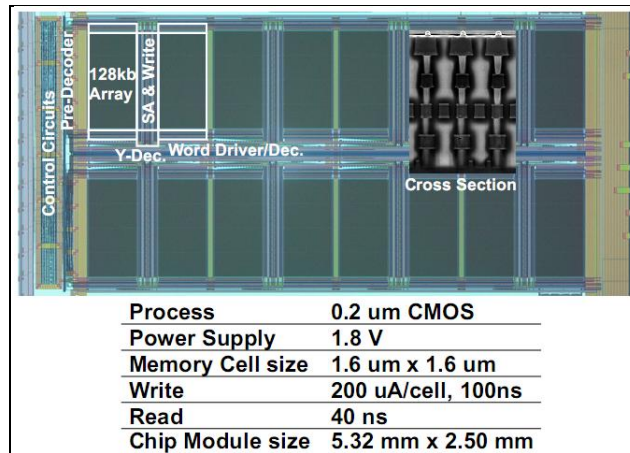 Control Circuits
Pre-Decoder
128kb
Array
SA & Write
Y-Dec.
Word Driver/Dec.
Cross Section
Process 0.2 um CMOS
Power Supply 1.8 V
Memory Cell size 1.6 um x 1.6 um
Write 200 uA/cell, 100ns
Read 40 ns
Chip Module size 5.32 mm x 2.50 mm